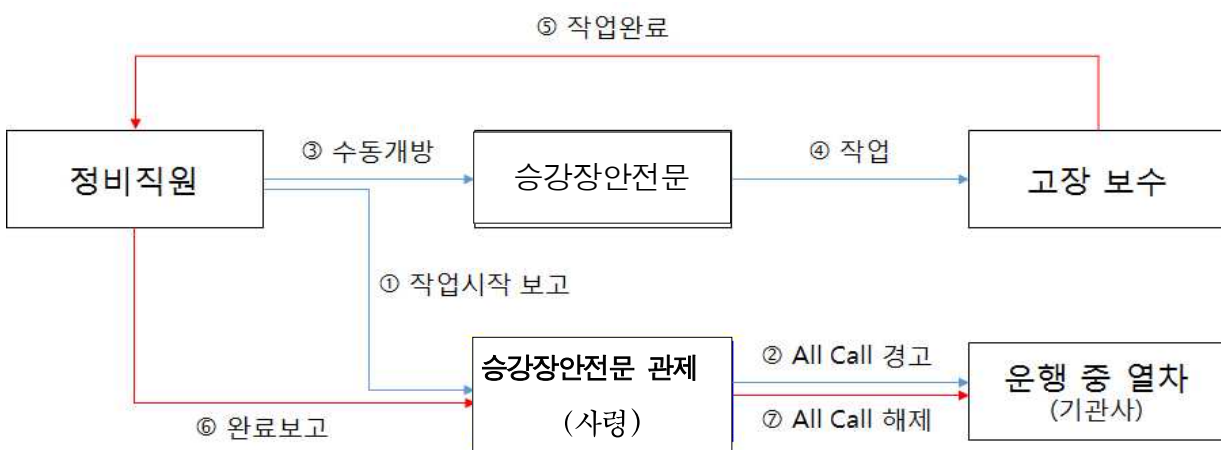 ⑤ 작업완료
정비직원
③ 수동개방
승강장안전문
④ 작업
고장 보수
① 작업시작 보고
승강장안전문 관제
(사령)
② All Call 경고
운행 중 열차
(기관사)
⑥ 완료보고
⑦ All Call 해제